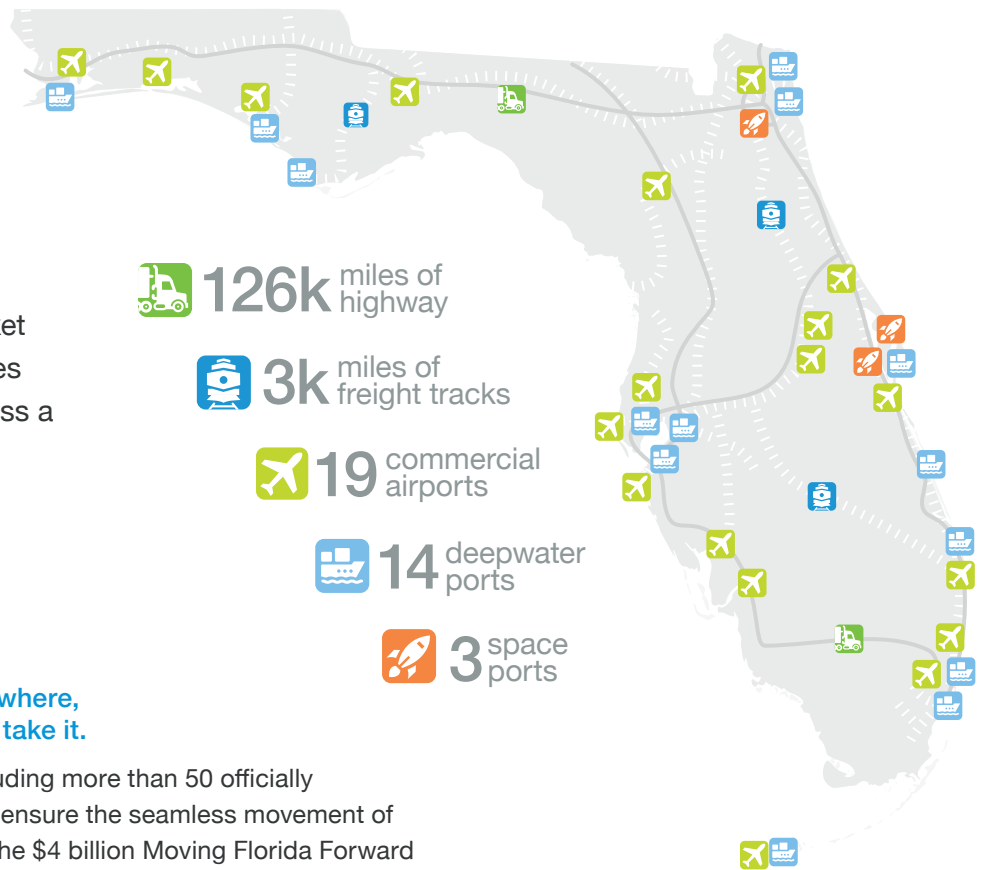 126k miles of
highway
3k miles of
freight tracks
19 commercial
airports
14 deepwater
ports
3 space
ports
ss a
where,
take it.
uding more than 50 officially
ensure the seamless movement of
he $4 billion Moving Florida Forward